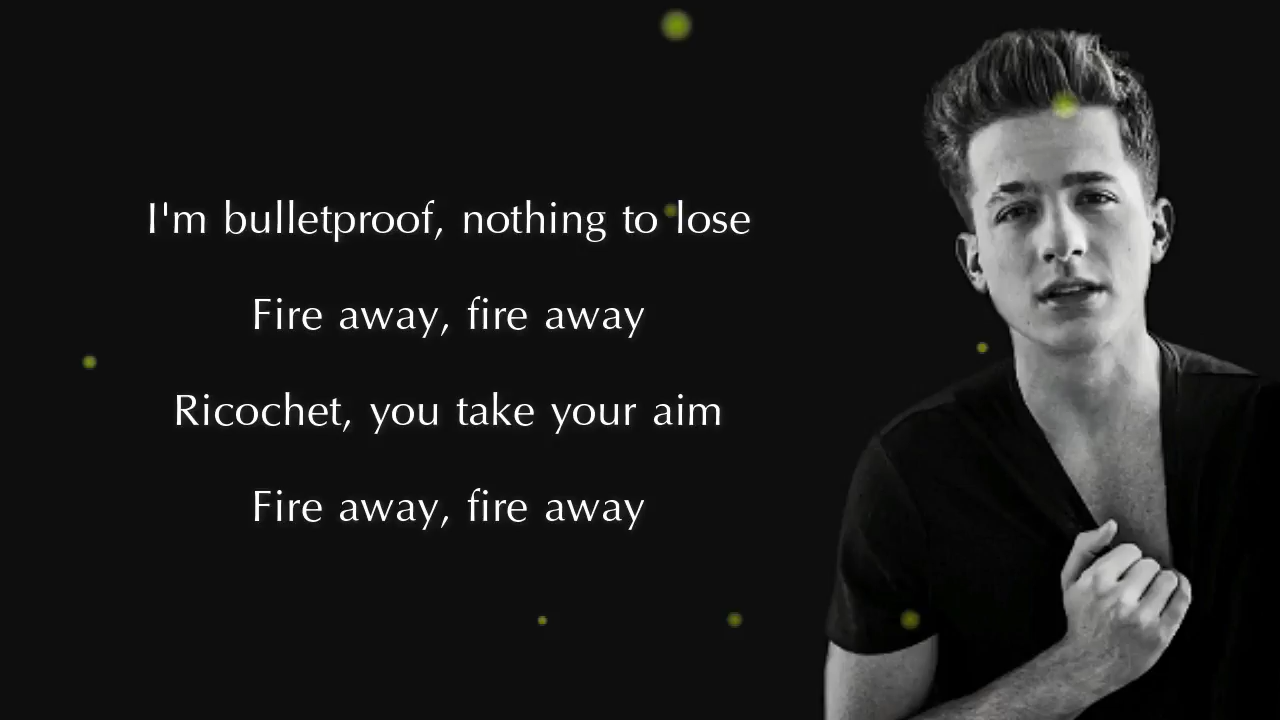 I'm bulletproof, nothing to lose
Fire away, fire away
Ricochet, you take your aim
Fire away, fire away